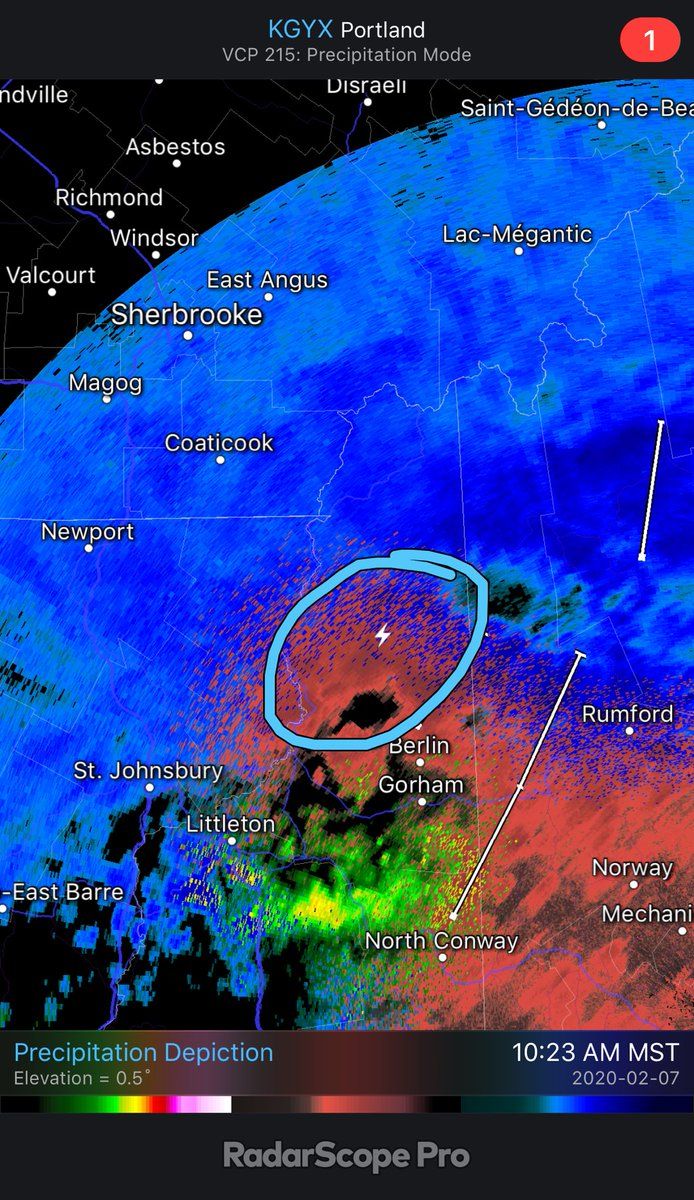 KGYX Portland
VCP 215: Precipitation Mode
1
ndville
Disraeli
Saint-Gédéon-de-Bea
Asbestos
Richmond
Windsor
Lac-Mégantic
Valcourt
East Angus
Sherbrooke
Magog
Coaticook
Newport
Rumford
Berlin
St. Johnsbury
Gorham
Littleton
Norway
-East Barre
Mechani
North Conway
Precipitation Depiction
10:23 AM MST
Elevation = 0.5°
2020-02-07
RadarScope Pro